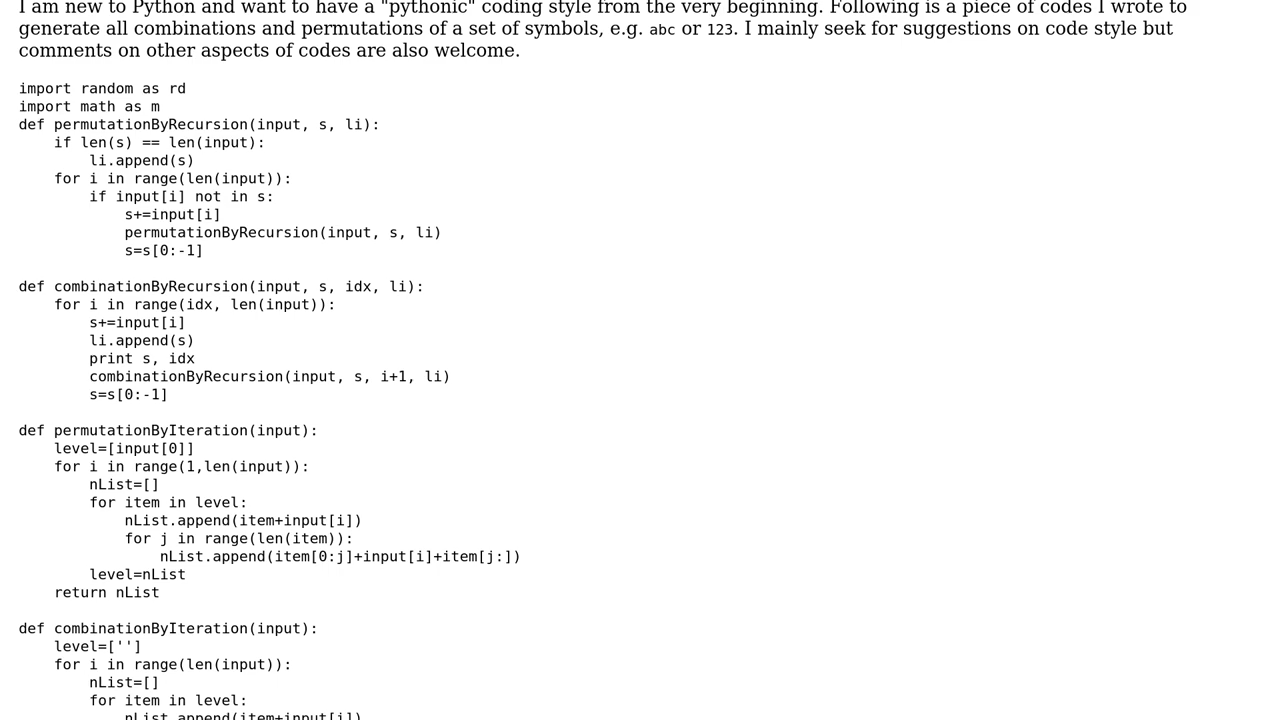 I am new to Python and want to have a "pythonic" coding style from the very beginning. Following is a piece of codes I wrote to
generate all combinations and permutations of a set of symbols, e.g. abc or 123. I mainly seek for suggestions on code style but
comments on other aspects of codes are also welcome.
import random as rd
import math as m
def permutationByRecursion(input, s, li):
    if len(s) == len(input):
        li.append(s)
    for i in range(len(input)):
        if input[i] not in s:
            s+=input[i]
            permutationByRecursion(input, s, li)
            s=s[0:-1]
def combinationByRecursion(input, s, idx, li):
    for i in range(idx, len(input)):
        s+=input[i]
        li.append(s)
        print s, idx
        combinationByRecursion(input, s, i+1, li)
        s=s[0:-1]
def permutationByIteration(input):
    level=[input[0]]
    for i in range(1,len(input)):
        nList=[]
        for item in level:
            nList.append(item+input[i])
            for j in range(len(item)):
                nList.append(item[0:j]+input[i]+item[j:])
        level=nList
    return nList
def combinationByIteration(input):
    level=['']
    for i in range(len(input)):
        nList=[]
        for item in level:
            nList.append(item+input[i])